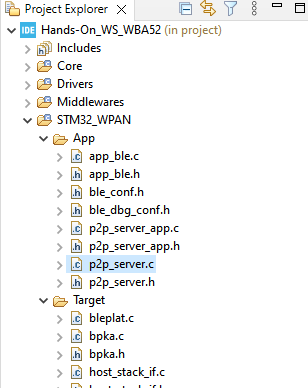 Project Explorer
IDE Hands-On_WS_WBA52 (in project)
Includes
Core
Drivers
Middlewares
STM32_WPAN
App
.c app_ble.c
.h app_ble.h
.h ble_conf.h
.h ble_dbg_conf.h
.c p2p_server_app.c
.h p2p_server_app.h
.c p2p_server.c
.h p2p_server.h
Target
.c bleplat.c
.c bpka.c
.h bpka.h
.c host_stack_if.c